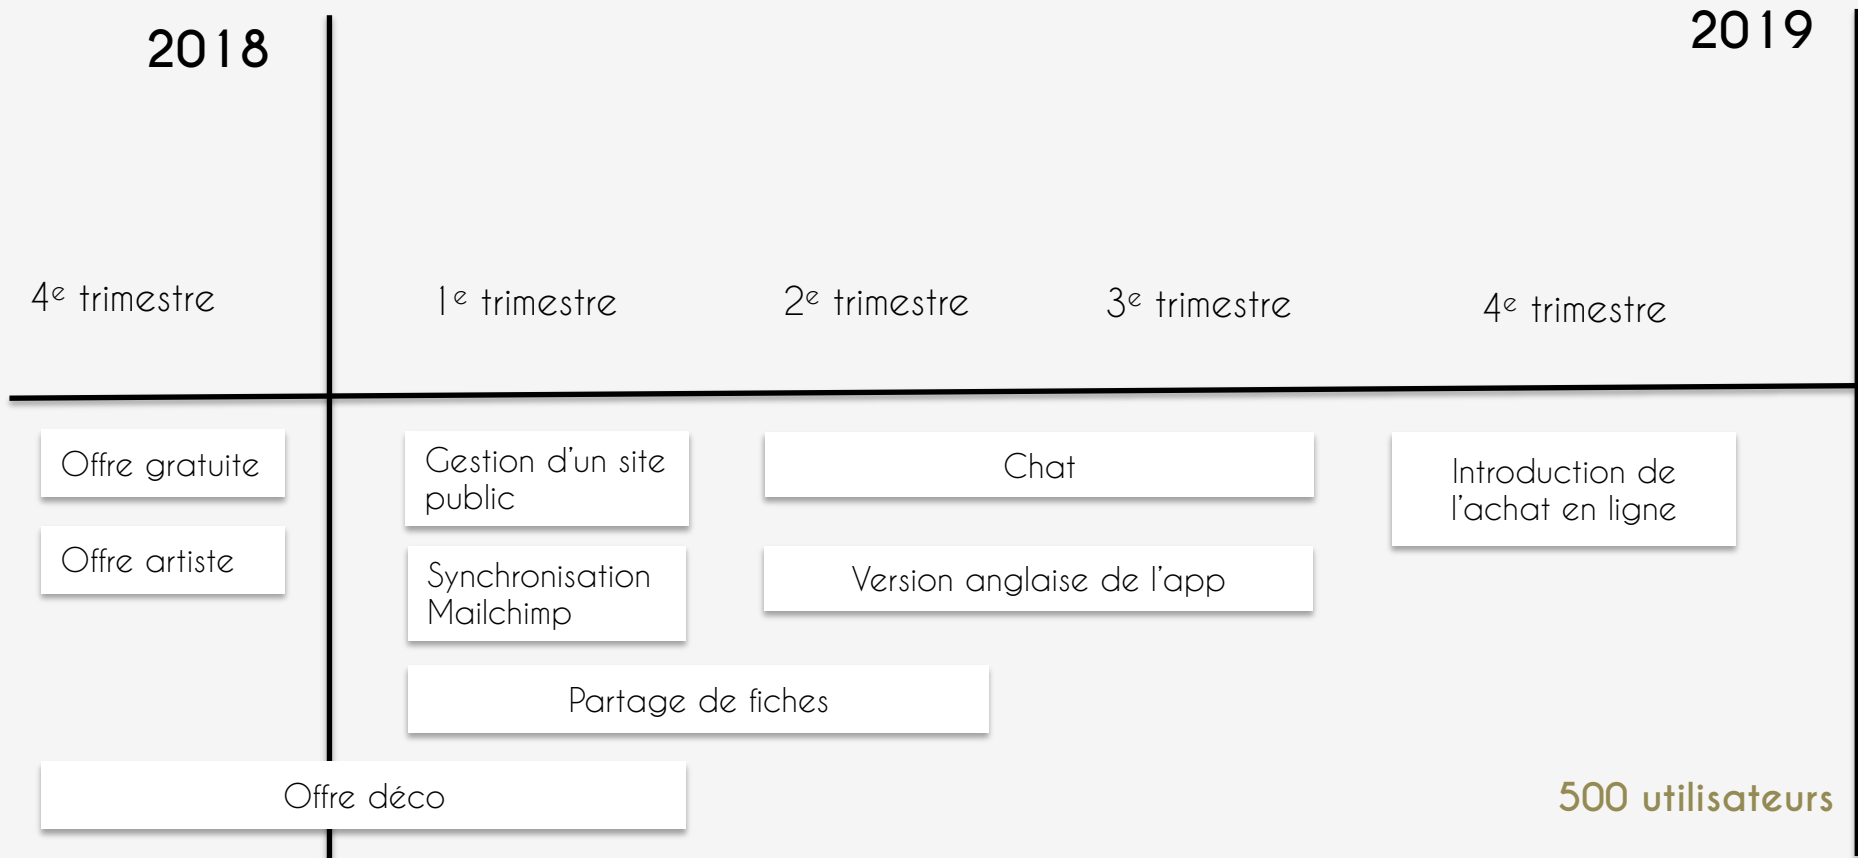 2018
2019
4e trimestre
1e trimestre
2e trimestre
3e trimestre
4e trimestre
Offre gratuite
Offre artiste
Gestion d’un site
public
Synchronisation
Mailchimp
Chat
Version anglaise de l’app
Introduction de
l’achat en ligne
Partage de fiches
Offre déco
500 utilisateurs